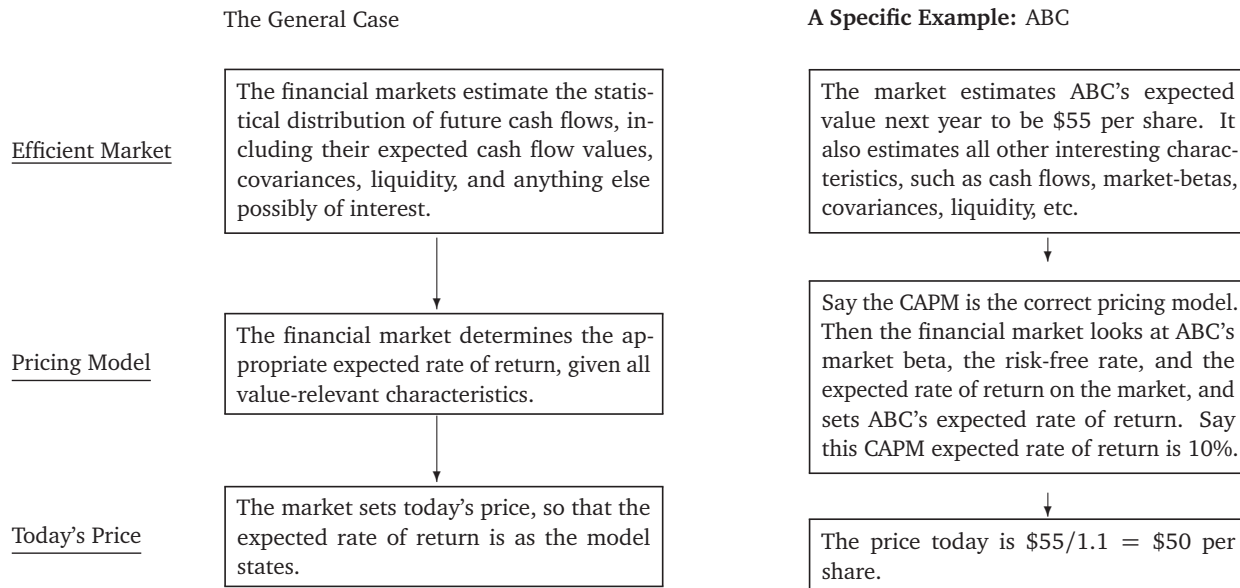 The General Case
A Specific Example: ABC
Efficient Market
The financial markets estimate the statis-
tical distribution of future cash flows, in-
cluding their expected cash flow values,
covariances, liquidity, and anything else
possibly of interest.
The market estimates ABC's expected
value next year to be $55 per share. It
also estimates all other interesting charac-
teristics, such as cash flows, market-betas,
covariances, liquidity, etc.
Pricing Model
The financial market determines the ap-
propriate expected rate of return, given all
value-relevant characteristics.
Say the CAPM is the correct pricing model.
Then the financial market looks at ABC's
market beta, the risk-free rate, and the
expected rate of return on the market, and
sets ABC's expected rate of return. Say
this CAPM expected rate of return is 10%.
Today's Price
The market sets today's price, so that the
expected rate of return is as the model
states.
The price today is $55/1.1 = $50 per
share.